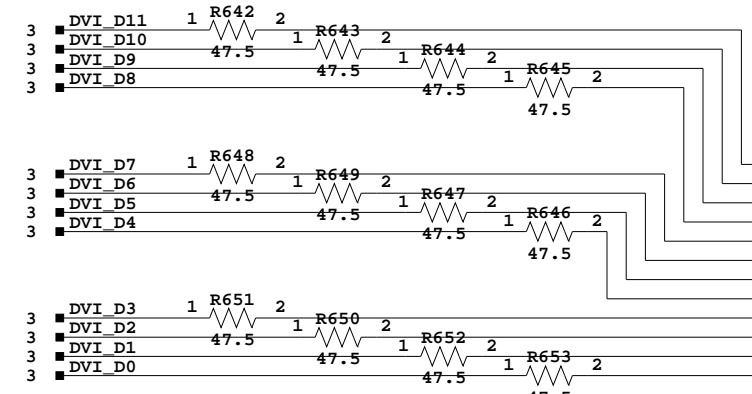 3 DVI_D11 1 R642 2
3 DVI_D10 1 R643 2
47.5
3 DVI_D9 1 R644 2
47.5
3 DVI_D8 1 R645 2
47.5
47.5
3 DVI_D7 1 R648 2
3 DVI_D6 1 R649 2
47.5
3 DVI_D5 1 R647 2
47.5
3 DVI_D4 1 R646 2
47.5
47.5
3 DVI_D3 1 R651 2
3 DVI_D2 1 R650 2
47.5
3 DVI_D1 1 R652 2
47.5
3 DVI_D0 1 R653 2
47.5
47.5